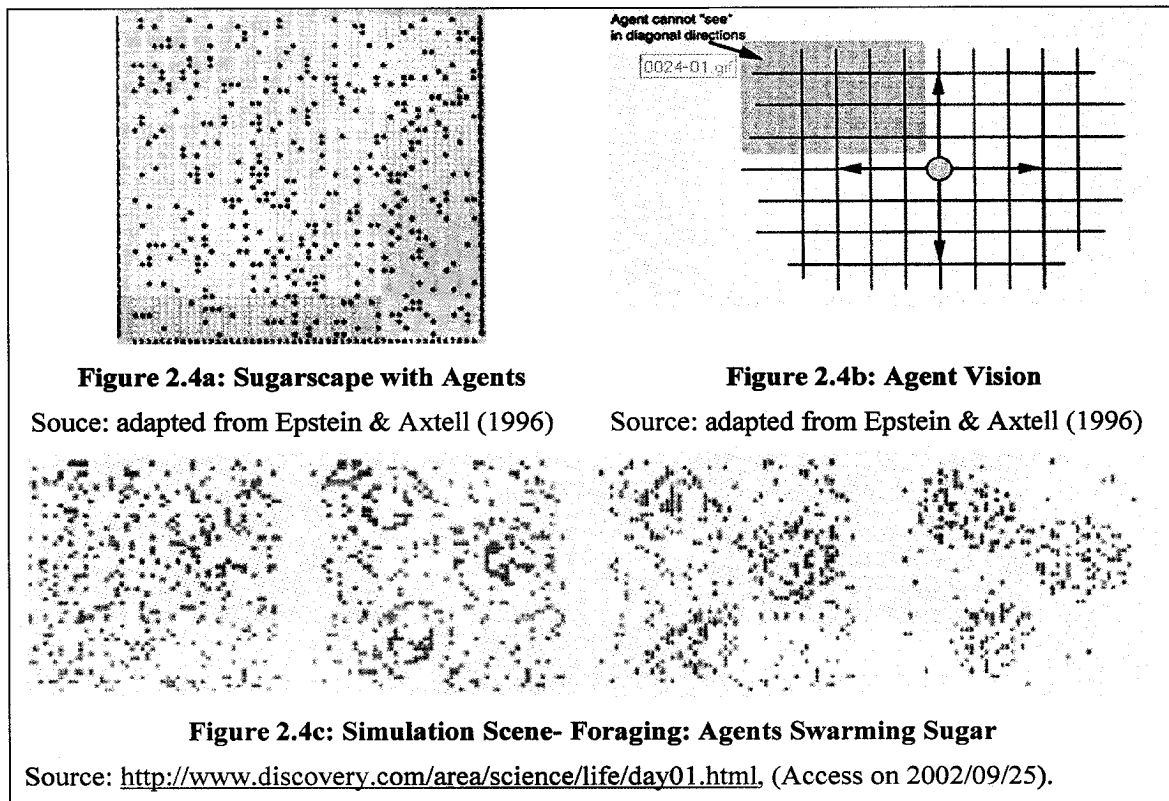 Agent cannot "see"
in diagonal directions
0024-01.gif
Figure 2.4a: Sugarscape with Agents
Figure 2.4b: Agent Vision
Souce: adapted from Epstein & Axtell (1996)
Source: adapted from Epstein & Axtell (1996)
Figure 2.4c: Simulation Scene- Foraging: Agents Swarming Sugar
Source: http://www.discovery.com/area/science/life/day01.html, (Access on 2002/09/25).